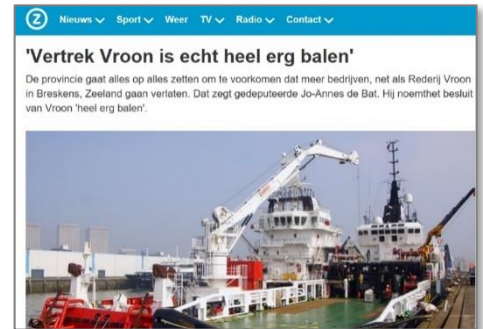 Z Nieuws Sport Weer TV Radio Contact
'Vertrek Vroon is echt heel erg balen'
De provincie gaat alles op alles zetten om te voorkomen dat meer bedrijven, net als Rederij Vroon
in Breskens, Zeeland gaan verlaten. Dat zegt gedeputeerde Jo-Annes de Bat. Hij noemthet besluit
van Vroon 'heel erg balen'.